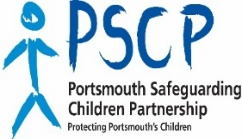 PSCP
Portsmouth Safeguarding
Children Partnership
Protecting Portsmouth's Children